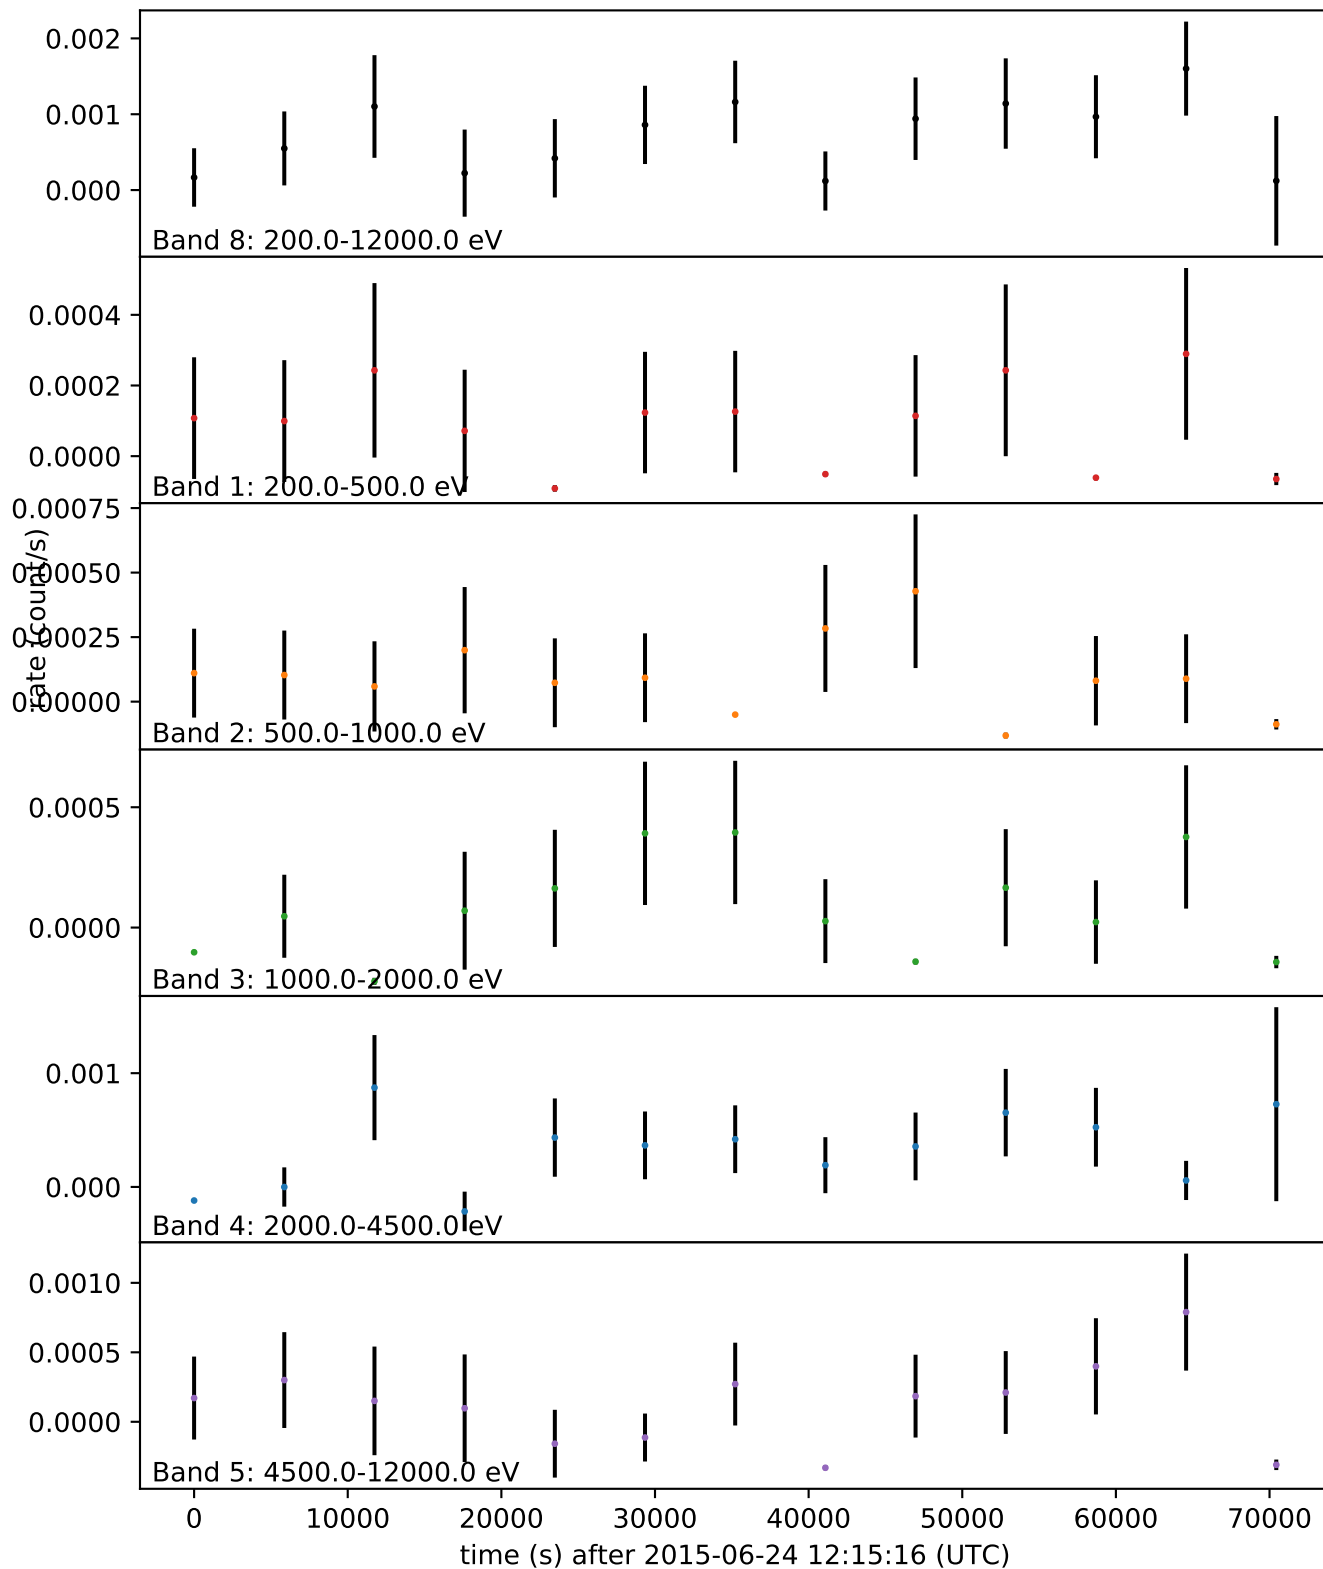 0.002
0.001
0.000
Band 8: 200.0-12000.0 eV
0.0004
0.0002
0.0000
Band 1: 200.0-500.0 eV
rate (count/s)
0.00075
0.00050
0.00025
0.00000
Band 2: 500.0-1000.0 eV
0.0005
0.0000
Band 3: 1000.0-2000.0 eV
0.001
0.000
Band 4: 2000.0-4500.0 eV
0.0010
0.0005
0.0000
Band 5: 4500.0-12000.0 eV
0 10000 20000 30000 40000 50000 60000 70000
time (s) after 2015-06-24 12:15:16 (UTC)